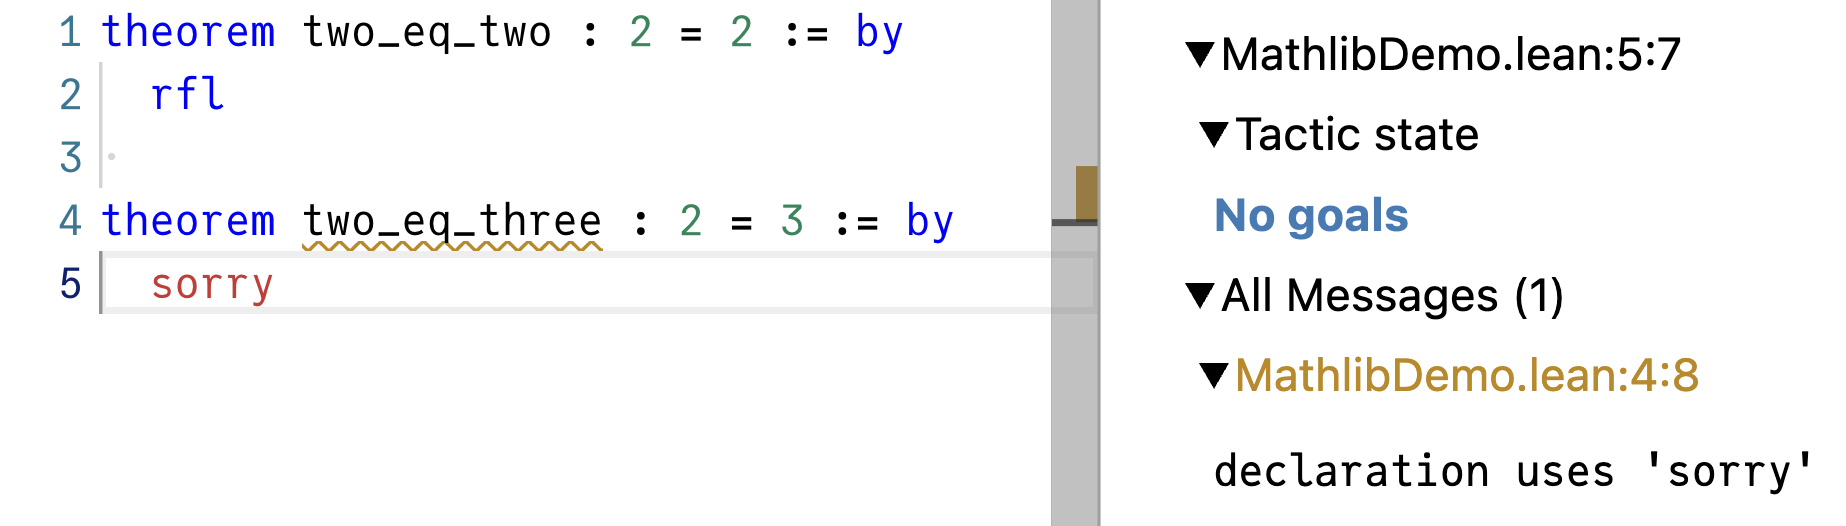 1 theorem two_eq_two : 2 = 2 := by
2   rfl
3
4 theorem two_eq_three : 2 = 3 := by
5   sorry
▼MathlibDemo.lean:5:7
▼Tactic state
No goals
▼All Messages (1)
▼MathlibDemo.lean:4:8
declaration uses 'sorry'